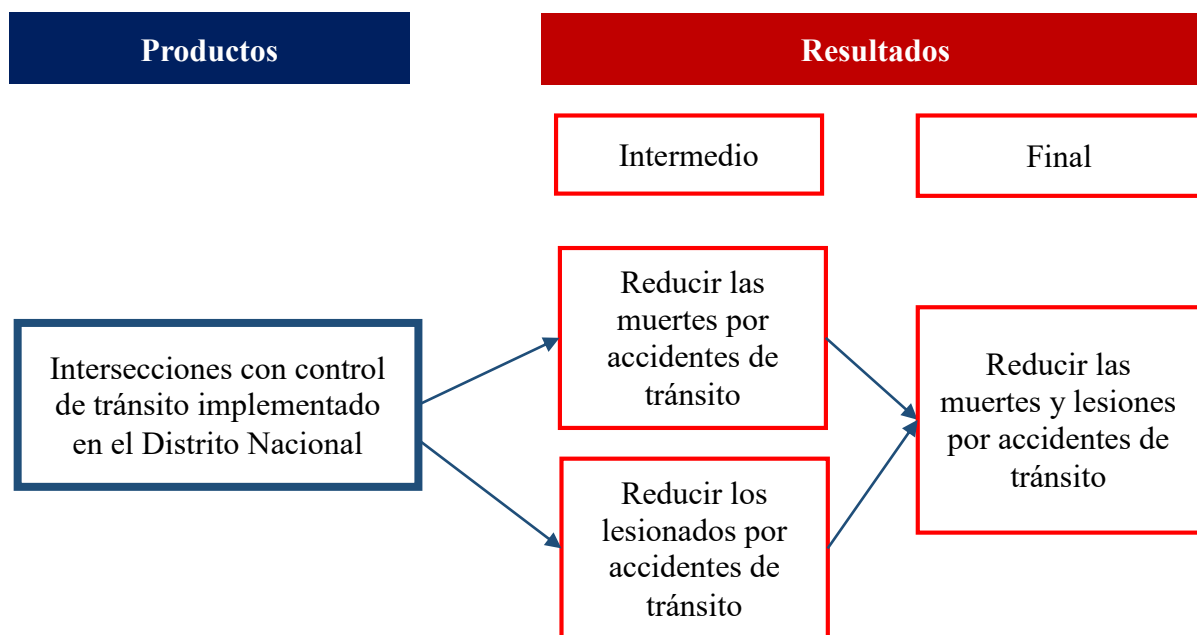 Productos
Resultados
Intermedio
Final
Intersecciones con control
de tránsito implementado
en el Distrito Nacional
Reducir las
muertes por
accidentes de
tránsito
Reducir los
lesionados por
accidentes de
tránsito
Reducir las
muertes y lesiones
por accidentes de
tránsito